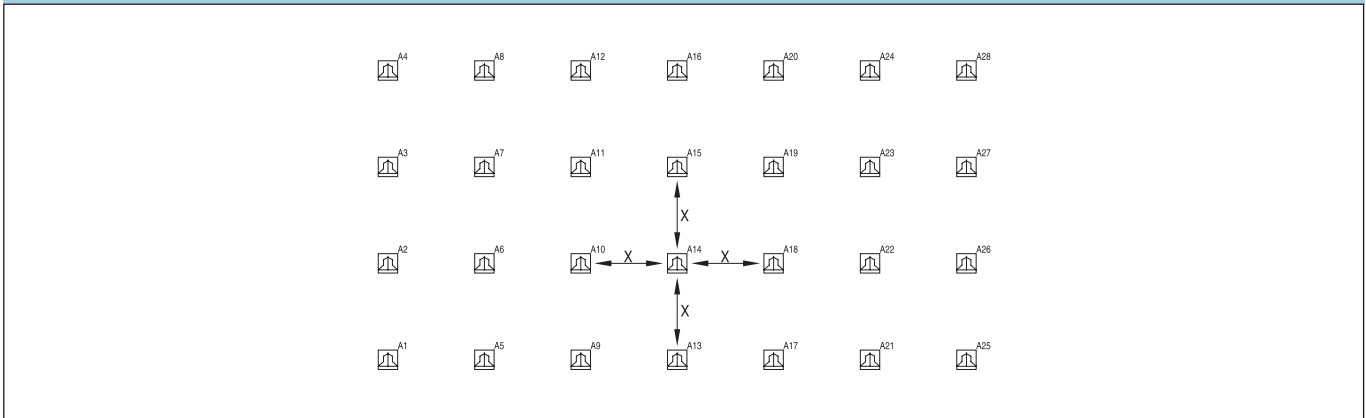 A4 A8 A12 A16 A20 A24 A28
A3 A7 A11 A15 A19 A23 A27
X
A2 A6 A10 X A14 X A18 A22 A26
X
A1 A5 A9 A13 A17 A21 A25